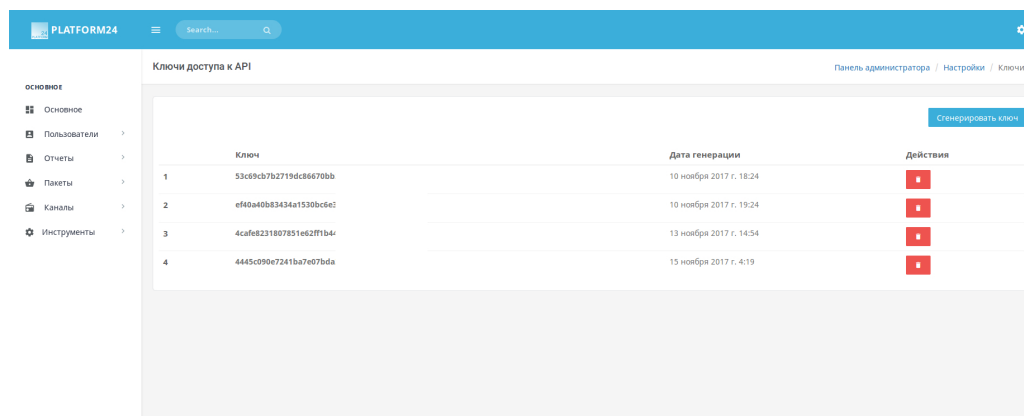 PLATFORM24
Search...
Ключи доступа к API
Панель администратора / Настройки / Ключи
ОСНОВНОЕ
Основное
Пользователи
Отчеты
Пакеты
Каналы
Инструменты
Сгенерировать ключ
Ключ Дата генерации Действия
1 53c69cb7b2719dc86670bb 10 ноября 2017 г. 18:24
2 ef40a40b83434a1530bc6e3 10 ноября 2017 г. 19:24
3 4cafe8231807851e62ff1b44 13 ноября 2017 г. 14:54
4 4445c090e7241ba7e07bda 15 ноября 2017 г. 4:19